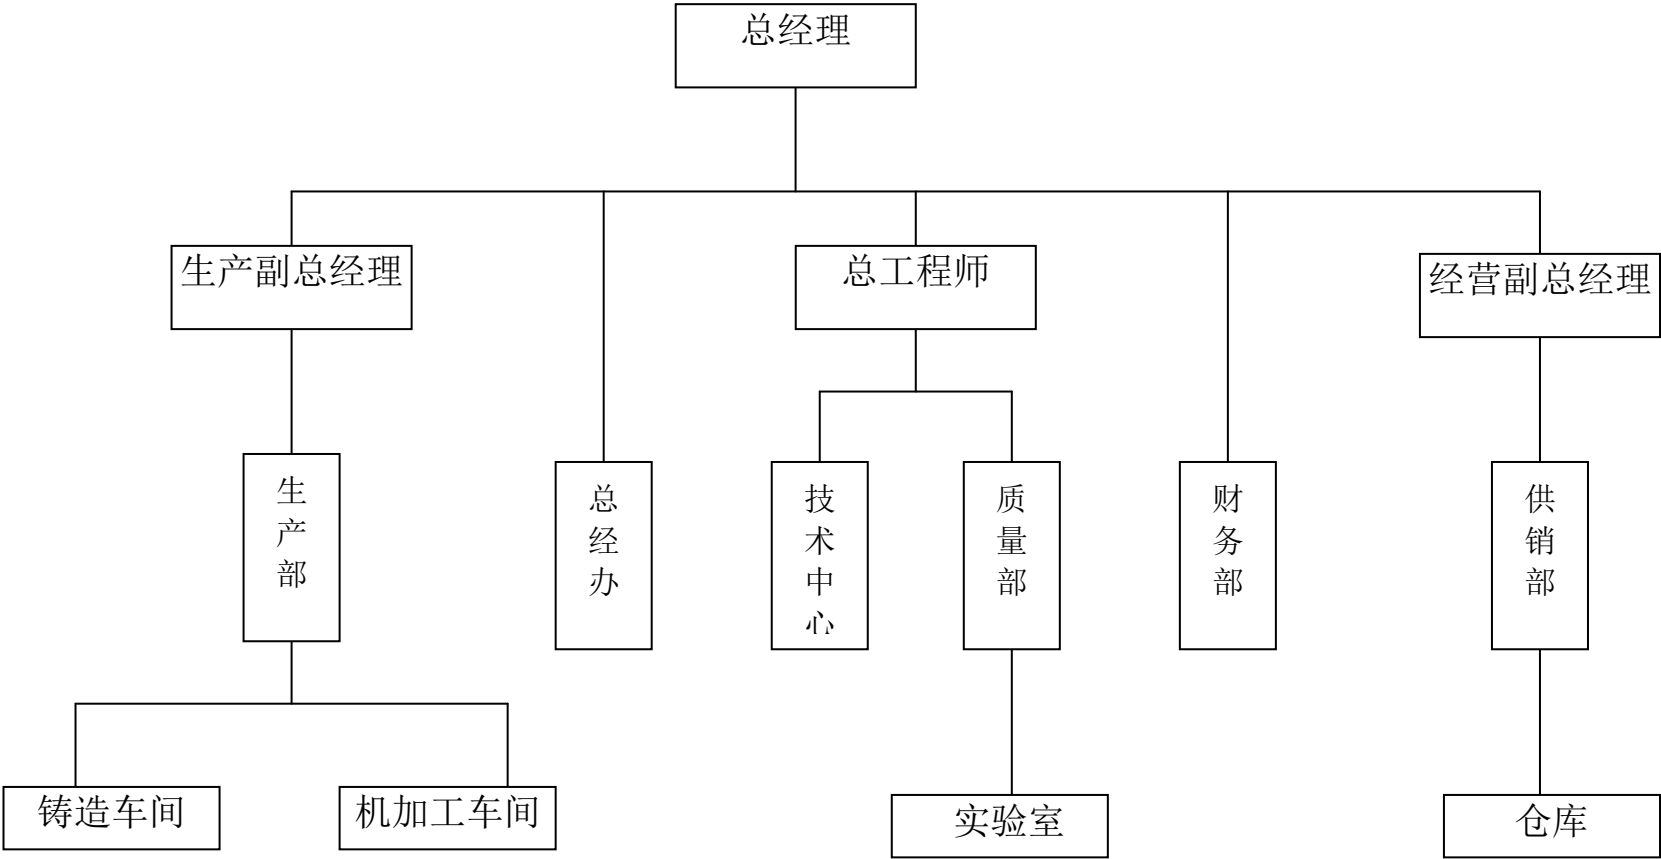 总经理
生产副总经理
总工程师
经营副总经理
生产部
总经办
技术中心
质量部
财务部
供销部
铸造车间
机加工车间
实验室
仓库